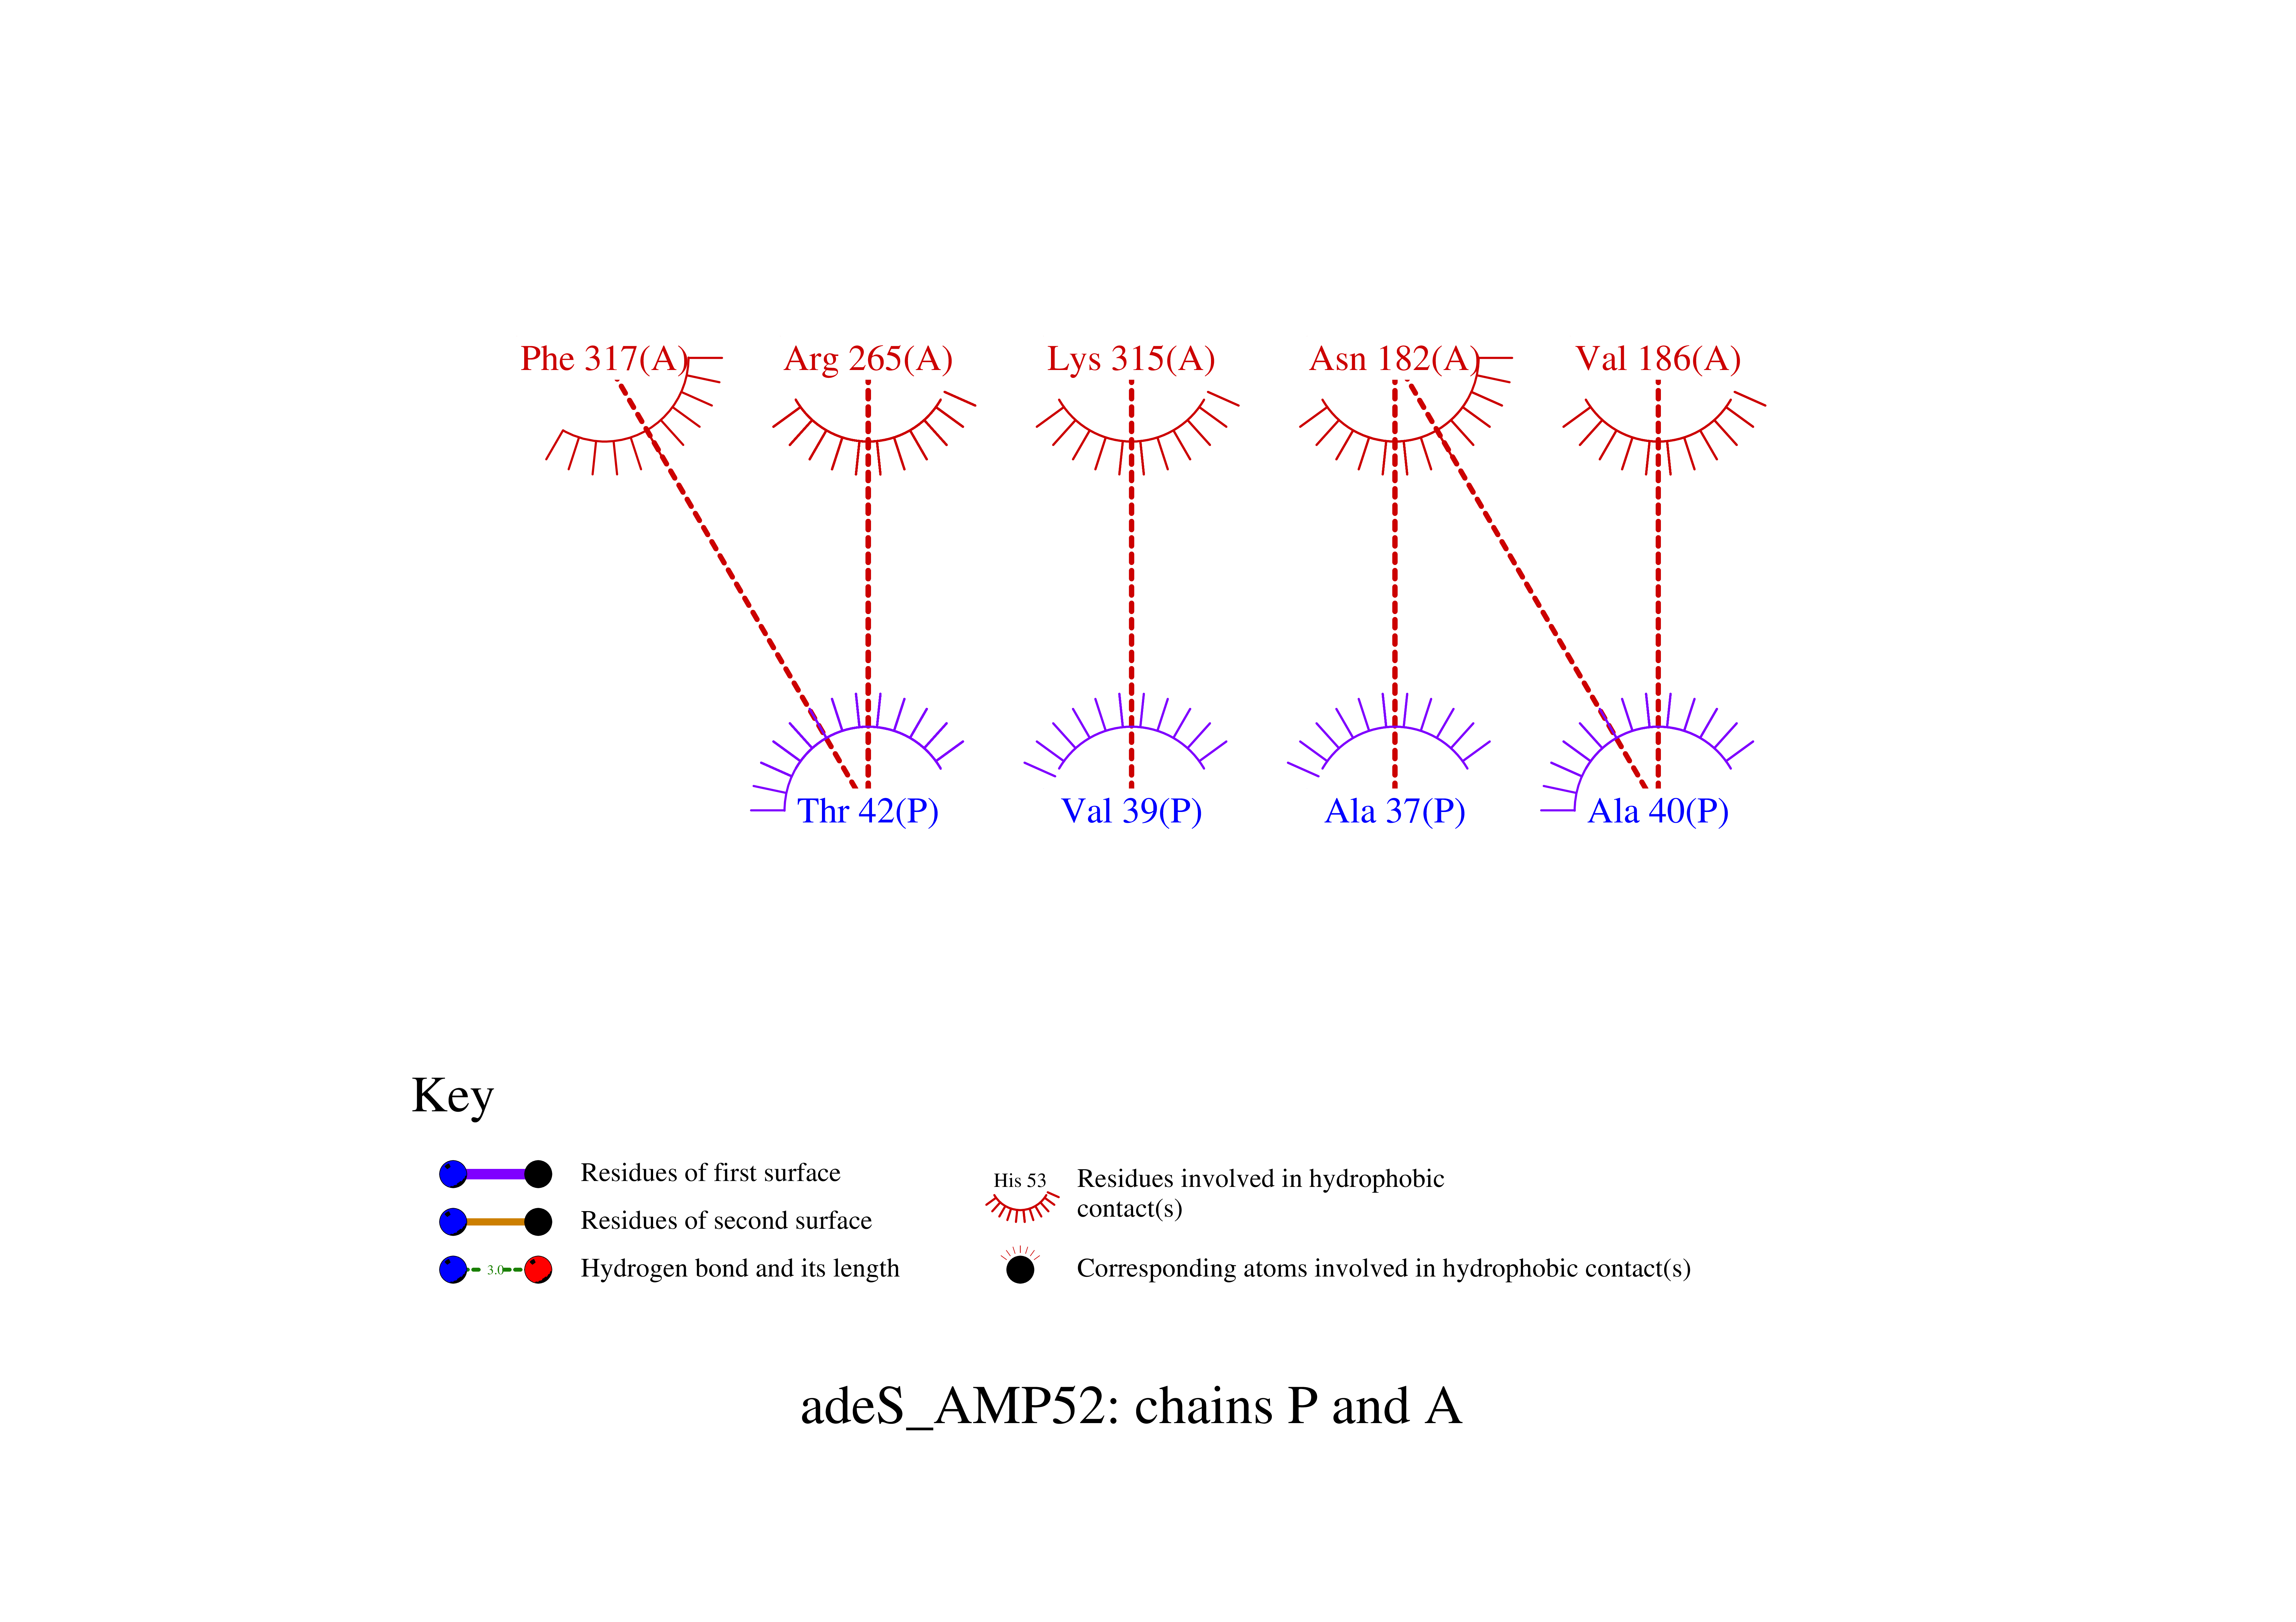 Phe 317(A) Arg 265(A) Lys 315(A) Asn 182(A) Val 186(A)
Thr 42(P) Val 39(P) Ala 37(P) Ala 40(P)
Key
Residues of first surface
Residues of second surface
3.0 Hydrogen bond and its length
His 53 Residues involved in hydrophobic
contact(s)
Corresponding atoms involved in hydrophobic contact(s)
adeS_AMP52: chains P and A